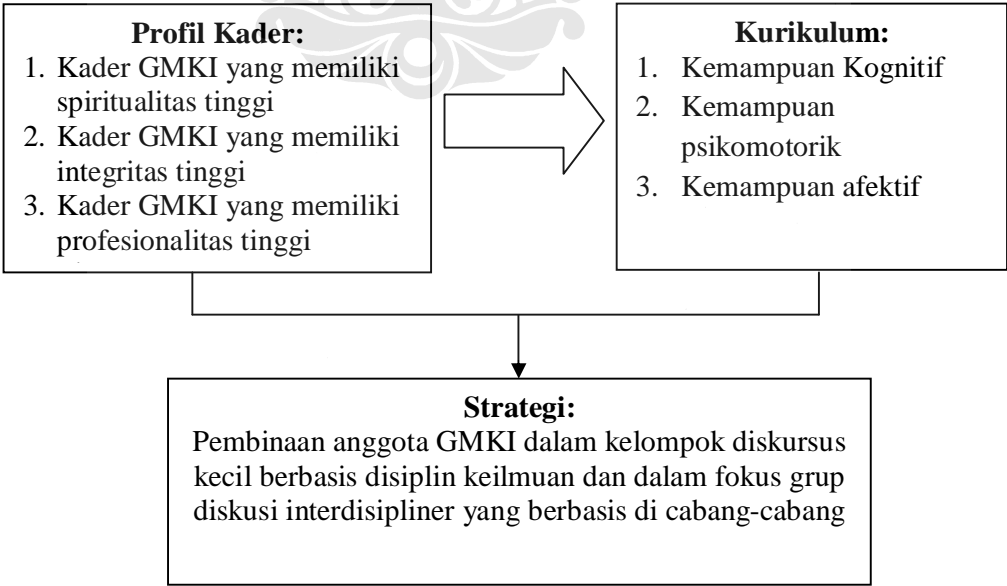 Profil Kader:
1. Kader GMKI yang memiliki
spiritualitas tinggi
2. Kader GMKI yang memiliki
integritas tinggi
3. Kader GMKI yang memiliki
profesionalitas tinggi
Kurikulum:
1. Kemampuan Kognitif
2. Kemampuan
psikomotorik
3. Kemampuan afektif
Strategi:
Pembinaan anggota GMKI dalam kelompok diskursus
kecil berbasis disiplin keilmuan dan dalam fokus grup
diskusi interdisipliner yang berbasis di cabang-cabang